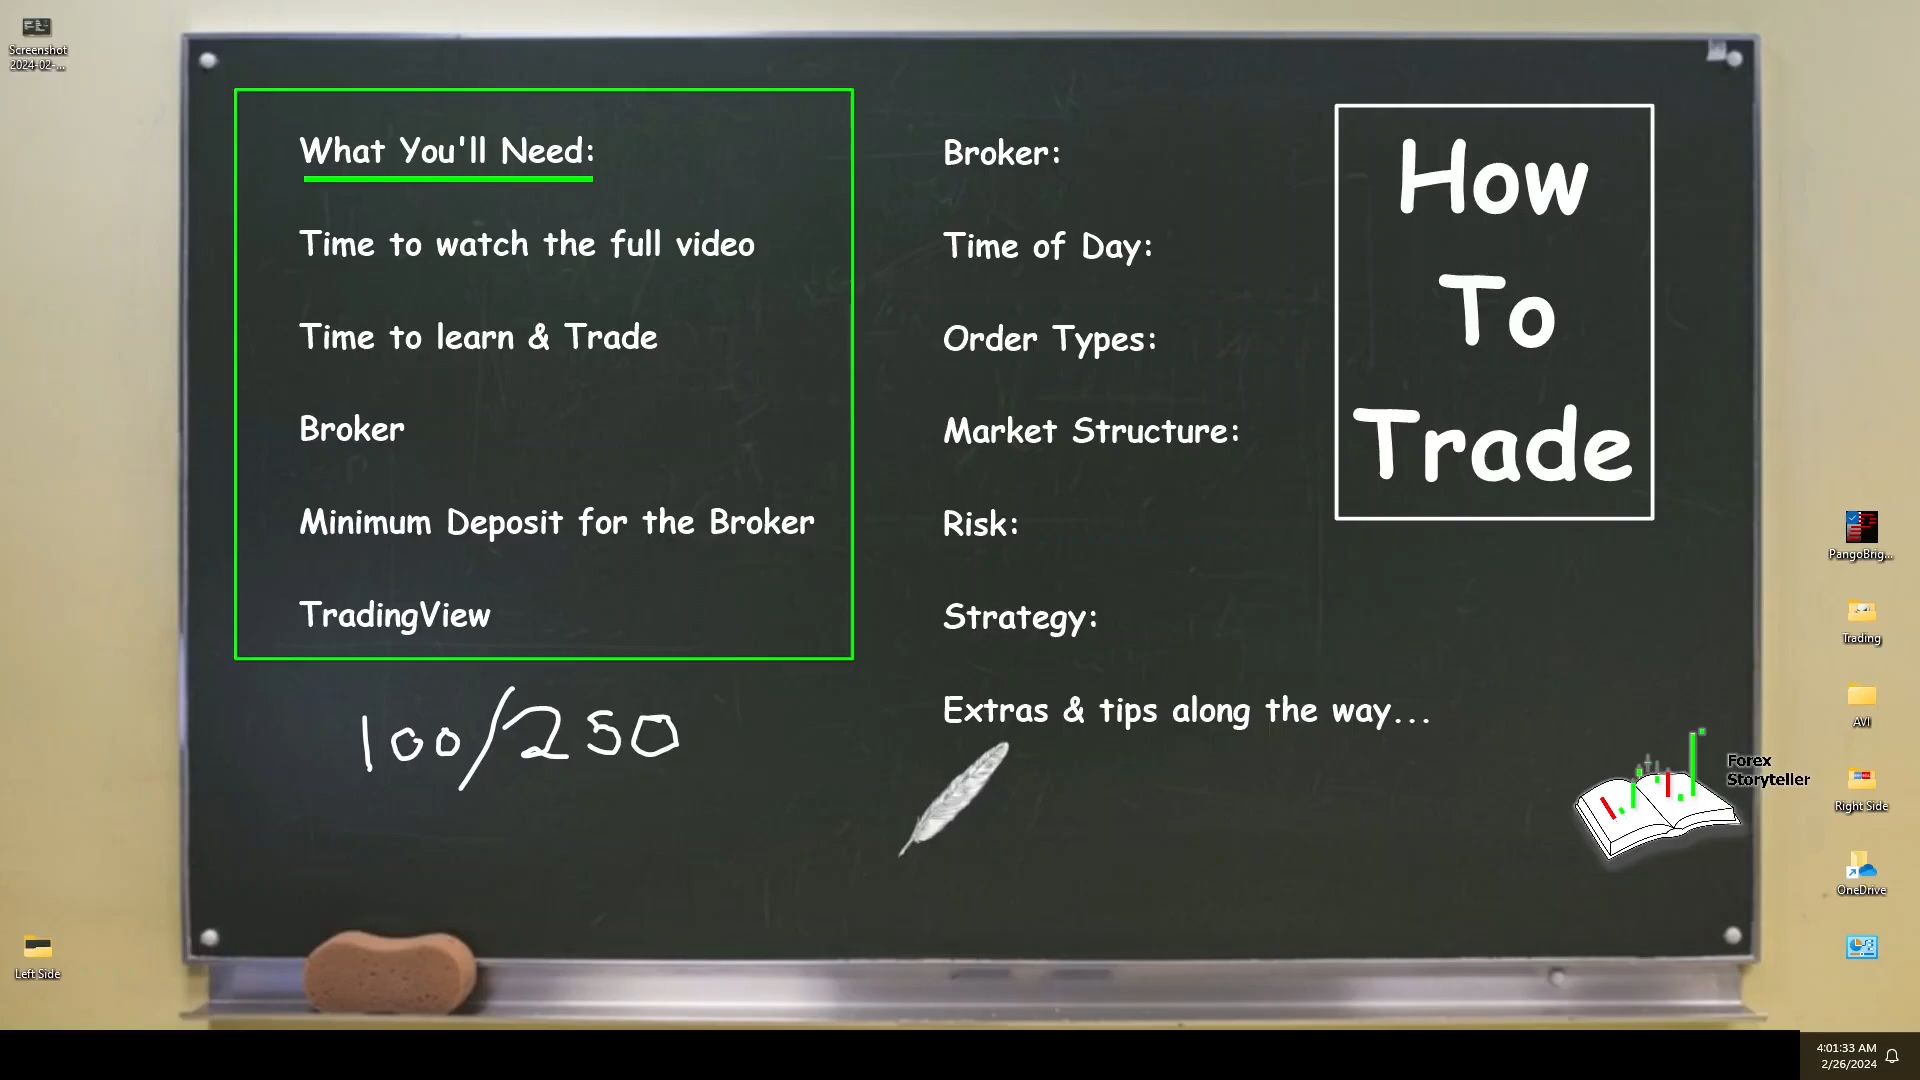 Screenshot
2024-02-...
What You'll Need:
Time to watch the full video
Time to learn & Trade
Broker
Minimum Deposit for the Broker
TradingView
100/250
Broker:
Time of Day:
Order Types:
Market Structure:
Risk:
Strategy:
Extras & tips along the way...
How
To
Trade
Forex
Storyteller
PangoBrig...
Trading
AVI
Right Side
OneDrive
Left Side
4:01:33 AM
2/26/2024